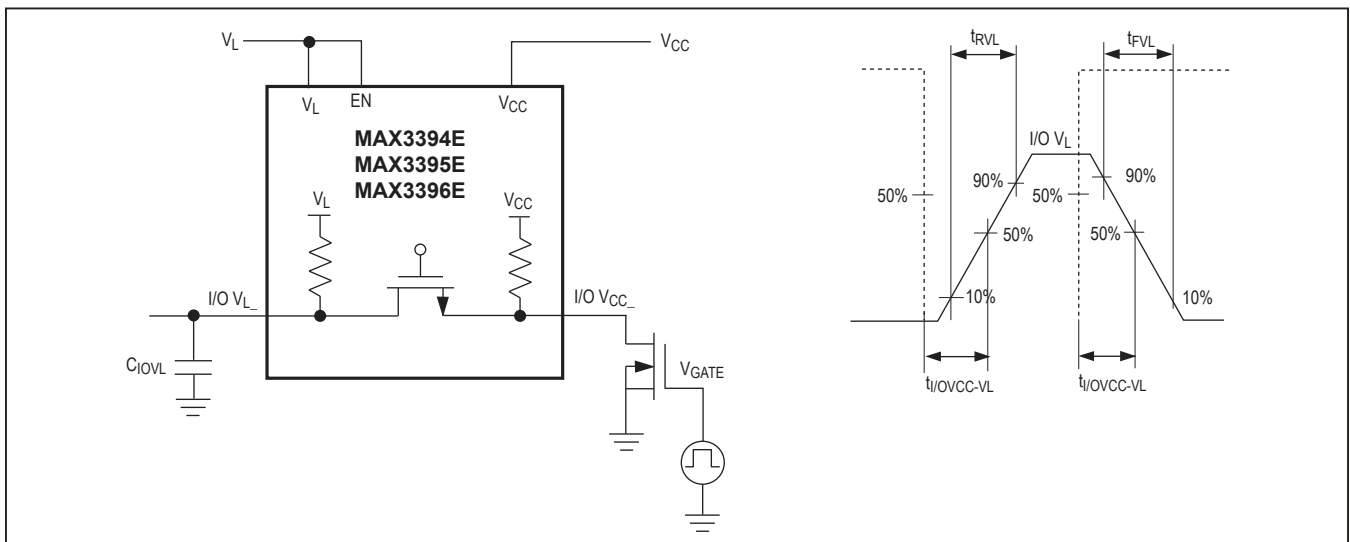 VL
VCC
VL
EN
VCC
MAX3394E
MAX3395E
MAX3396E
VL
VCC
I/O VL_
I/O VCC_
CIOVL
VGATE
tRVL
tFVL
I/O VL
90%
90%
50%
50%
50%
50%
10%
10%
tI/OVCC-VL
tI/OVCC-VL